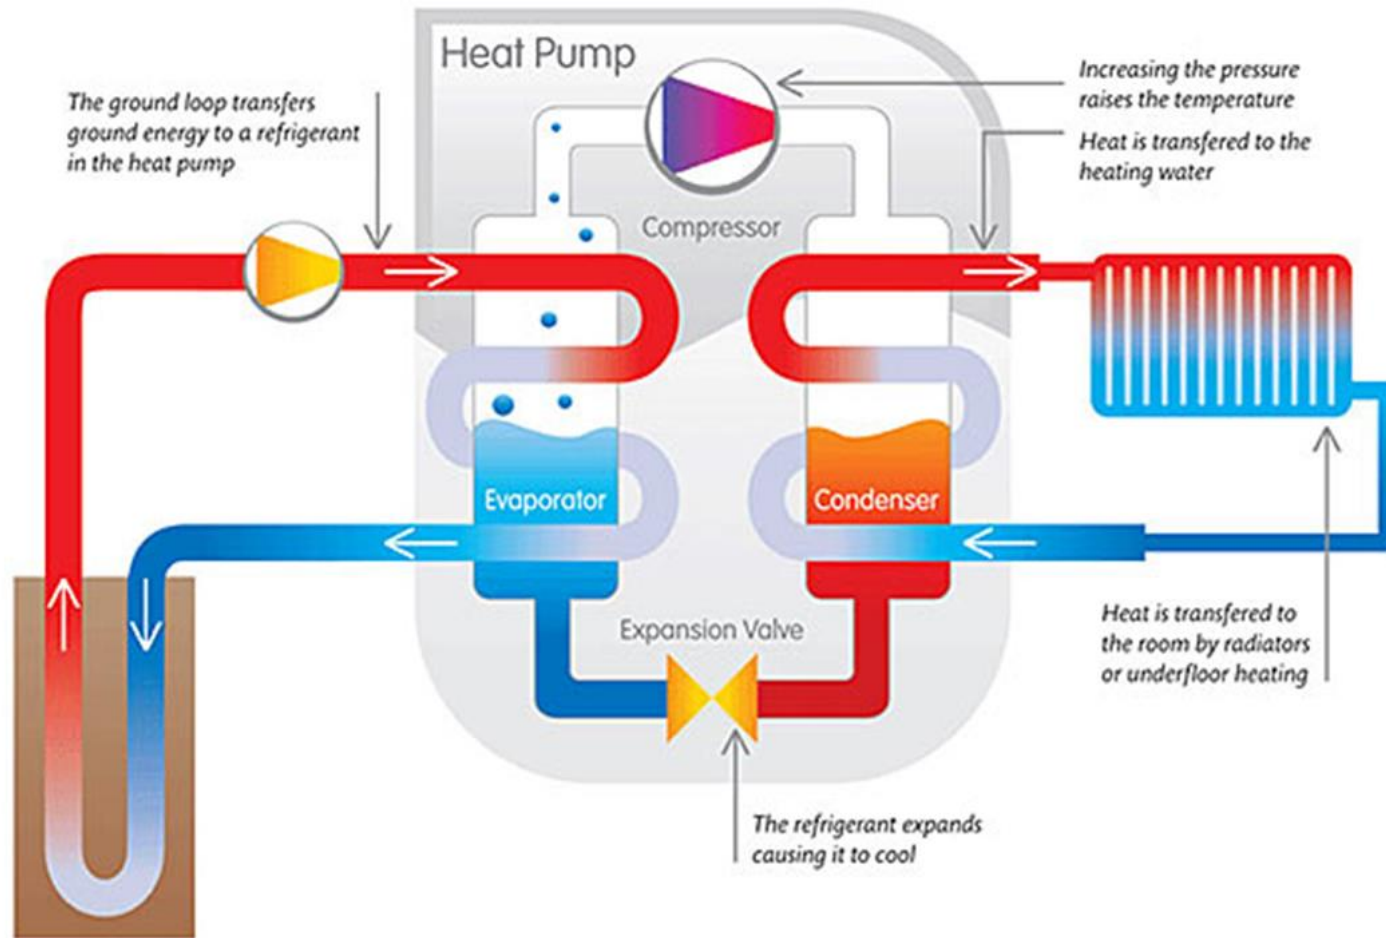 Heat Pump
The ground loop transfers
ground energy to a refrigerant
in the heat pump
Increasing the pressure
raises the temperature
Heat is transfered to the
heating water
Compressor
Evaporator
Condenser
Expansion Valve
Heat is transfered to
the room by radiators
or underfloor heating
The refrigerant expands
causing it to cool